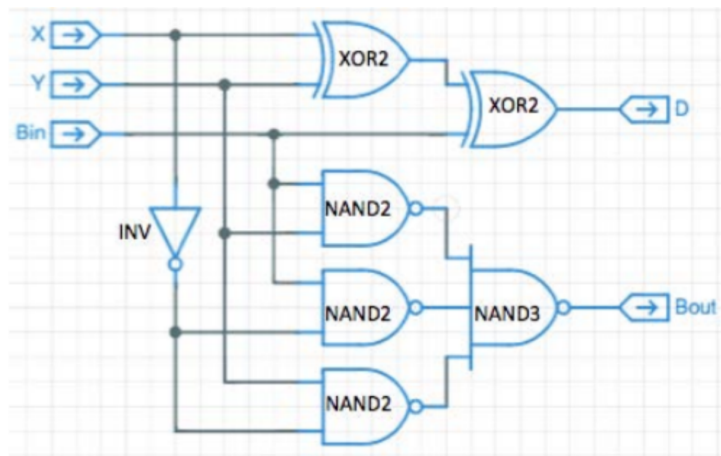 X
XOR2
Y
XOR2
D
Bin
NAND2
INV
NAND2
NAND3
Bout
NAND2